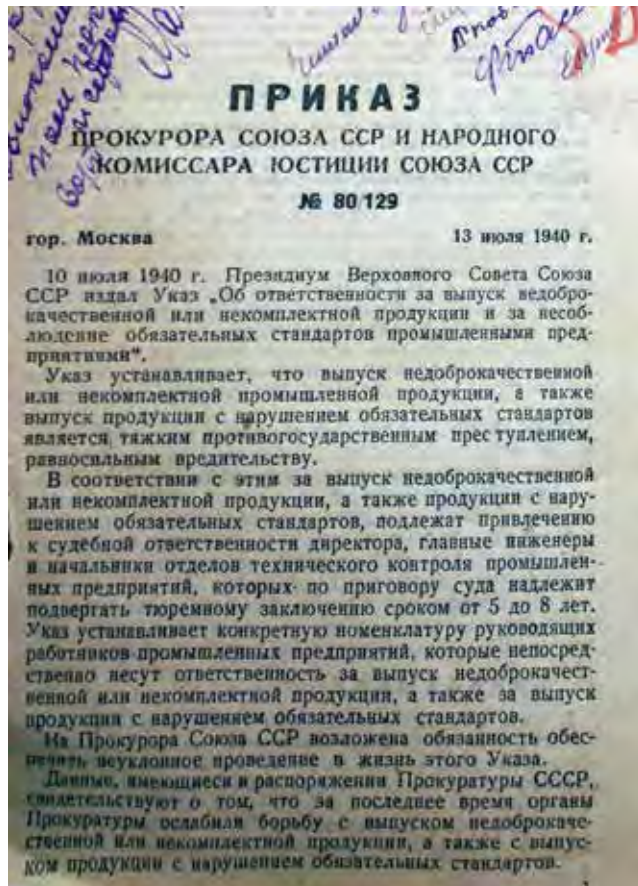 ПРИКАЗ
ПРОКУРОРА СОЮЗА ССР И НАРОДНОГО
КОМИССАРА ЮСТИЦИИ СОЮЗА ССР
№ 80/129
гор. Москва 13 июля 1940 г.
10 июля 1940 г. Президиум Верховного Совета Союза
ССР издал Указ „Об ответственности за выпуск недобро-
качественной или некомплектной продукции и за несоб-
людение обязательных стандартов промышленными пред-
приятиями“.
Указ устанавливает, что выпуск недоброкачественной
или некомплектной промышленной продукции, а также
выпуск продукции с нарушением обязательных стандартов
является тяжким противогосударственным преступлением,
равносильным вредительству.
В соответствии с этим за выпуск недоброкачественной
или некомплектной продукции, а также продукции с нару-
шением обязательных стандартов, подлежат привлечению
к судебной ответственности директора, главные инженеры
и начальники отделов технического контроля промышлен-
ных предприятий, которых по приговору суда надлежит
подвергать тюремному заключению сроком от 5 до 8 лет.
Указ устанавливает конкретную номенклатуру руководящих
работников промышленных предприятий, которые непосред-
ственно несут ответственность за выпуск недоброкачест-
венной или некомплектной продукции, а также за выпуск
продукции с нарушением обязательных стандартов.
На Прокурора Союза ССР возложена обязанность обес-
печить неуклонное проведение в жизнь этого Указа.
Данные, имеющиеся в распоряжении Прокуратуры СССР,
свидетельствуют о том, что за последнее время органы
Прокуратуры ослабили борьбу с выпуском недоброкаче-
ственной или некомплектной продукции, а также с выпус-
ком продукции с нарушением обязательных стандартов.